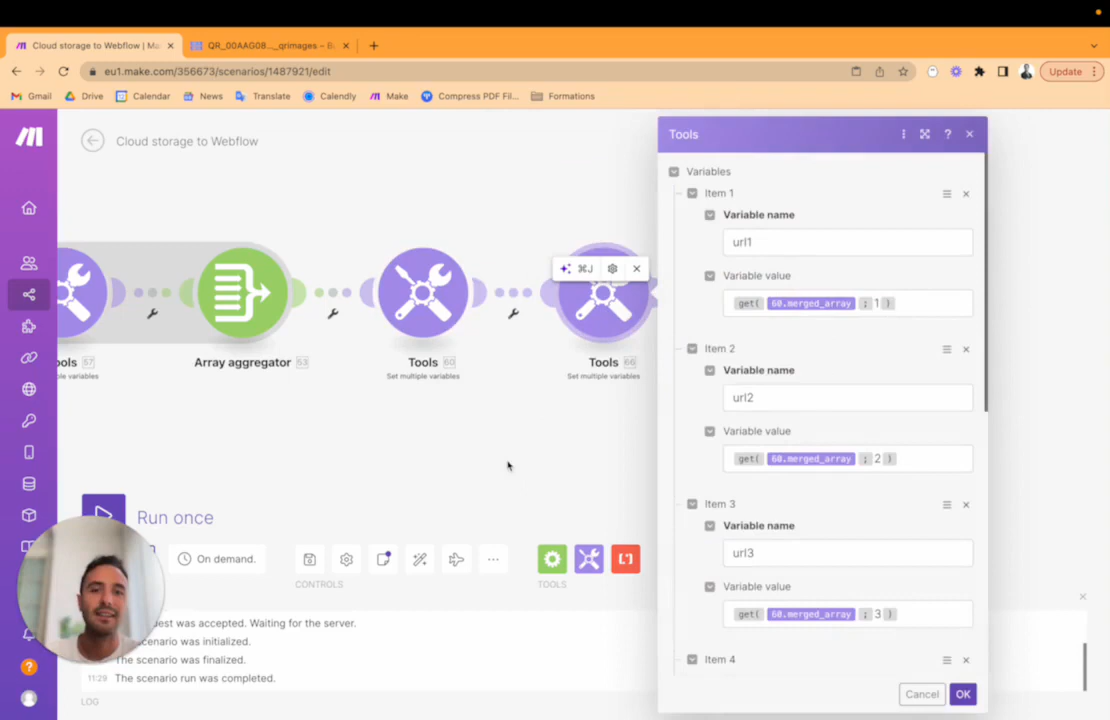 Cloud storage to Webflow | Ma
QR_00AAG08..._qrimages – B
eu1.make.com/356673/scenarios/1487921/edit
Update
Gmail
Drive
Calendar
News
Translate
Calendly
Make
Compress PDF Fil...
Formations
Cloud storage to Webflow
ools 57
ple variables
Array aggregator 53
Tools 60
Set multiple variables
⌘J
Tools 66
Set multiple variables
Run once
On demand.
CONTROLS
TOOLS
est was accepted. Waiting for the server.
cenario was initialized.
The scenario was finalized.
11:29 The scenario run was completed.
LOG
Tools
Variables
Item 1
Variable name
url1
Variable value
get( 60.merged_array ; 1 )
Item 2
Variable name
url2
Variable value
get( 60.merged_array ; 2 )
Item 3
Variable name
url3
Variable value
get( 60.merged_array ; 3 )
Item 4
Cancel
OK